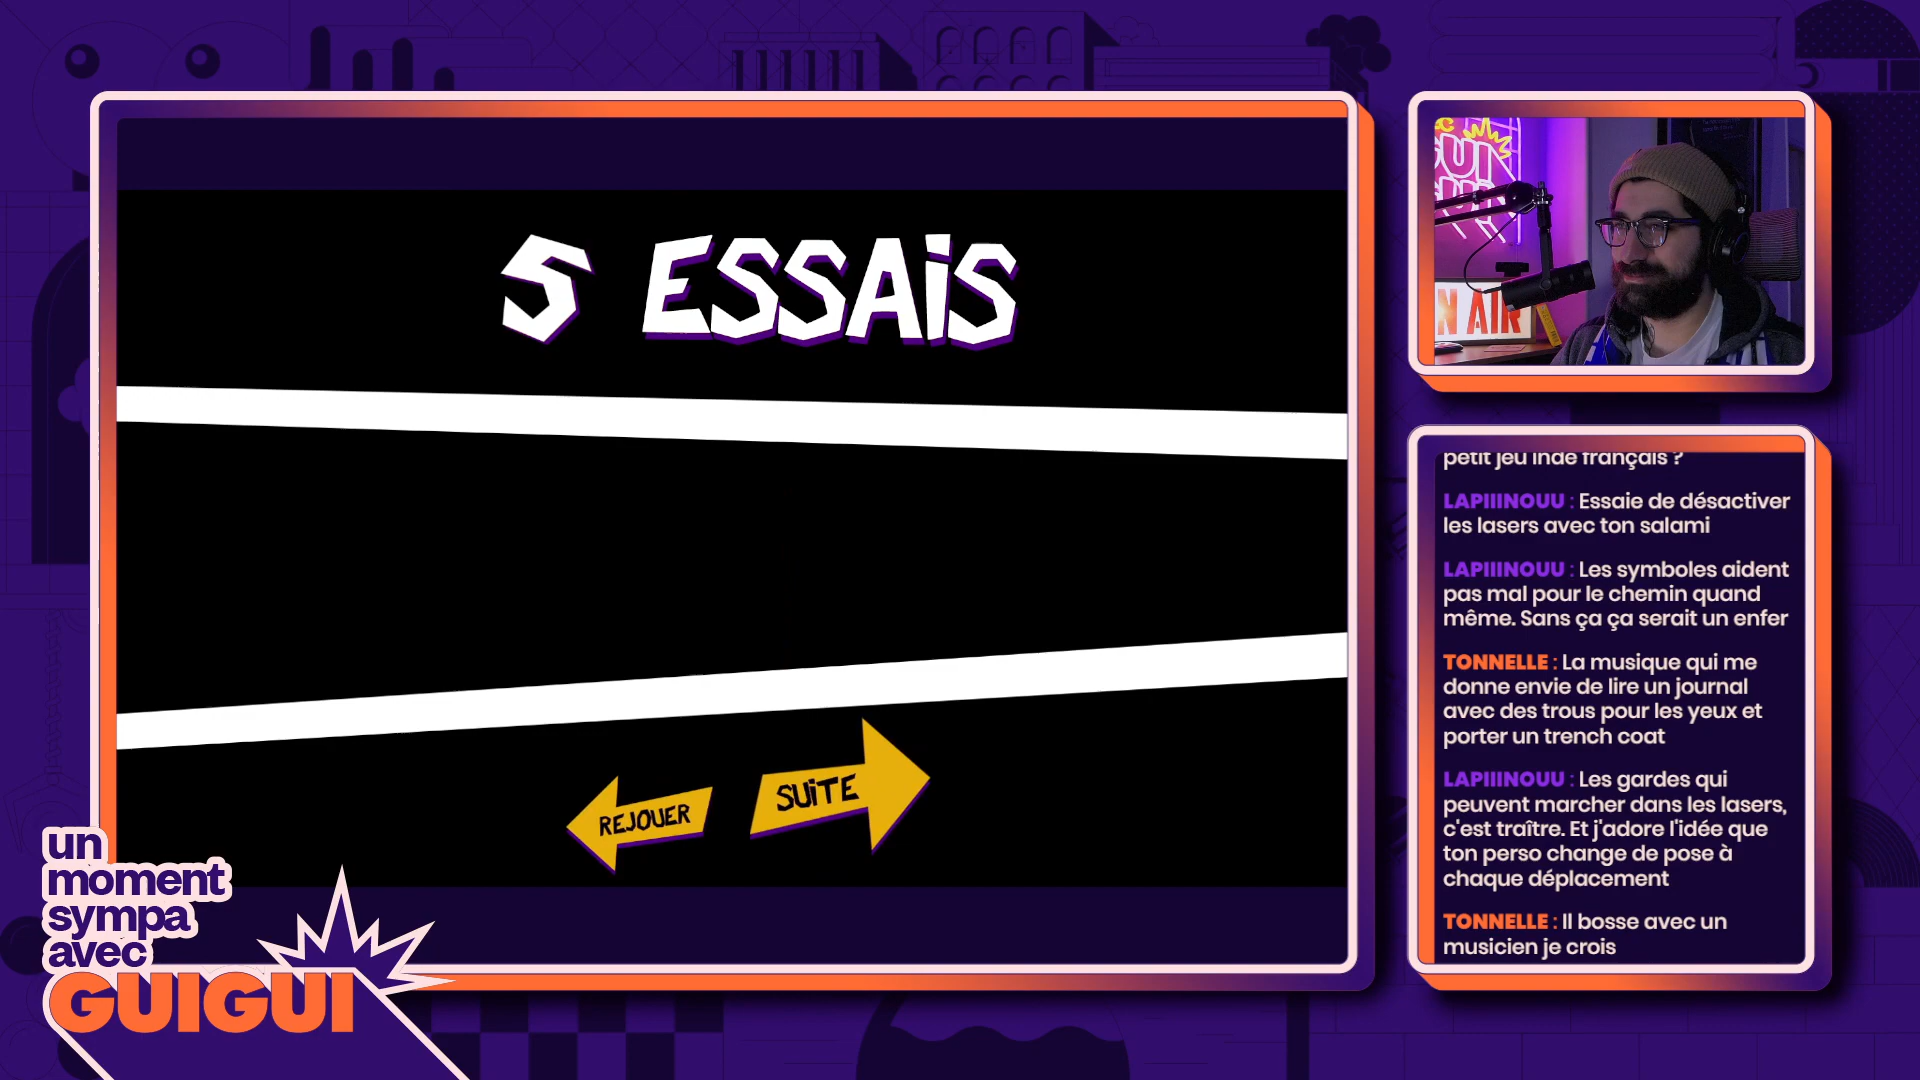 5 ESSAiS
REJOUER
SUiTE
un
moment
sympa
avec
GUIGUI
GUI
N AIR
petit jeu indé français ?
LAPIIINOUU : Essaie de désactiver
les lasers avec ton salami
LAPIIINOUU : Les symboles aident
pas mal pour le chemin quand
même. Sans ça ça serait un enfer
TONNELLE : La musique qui me
donne envie de lire un journal
avec des trous pour les yeux et
porter un trench coat
LAPIIINOUU : Les gardes qui
peuvent marcher dans les lasers,
c'est traître. Et j'adore l'idée que
ton perso change de pose à
chaque déplacement
TONNELLE : Il bosse avec un
musicien je crois